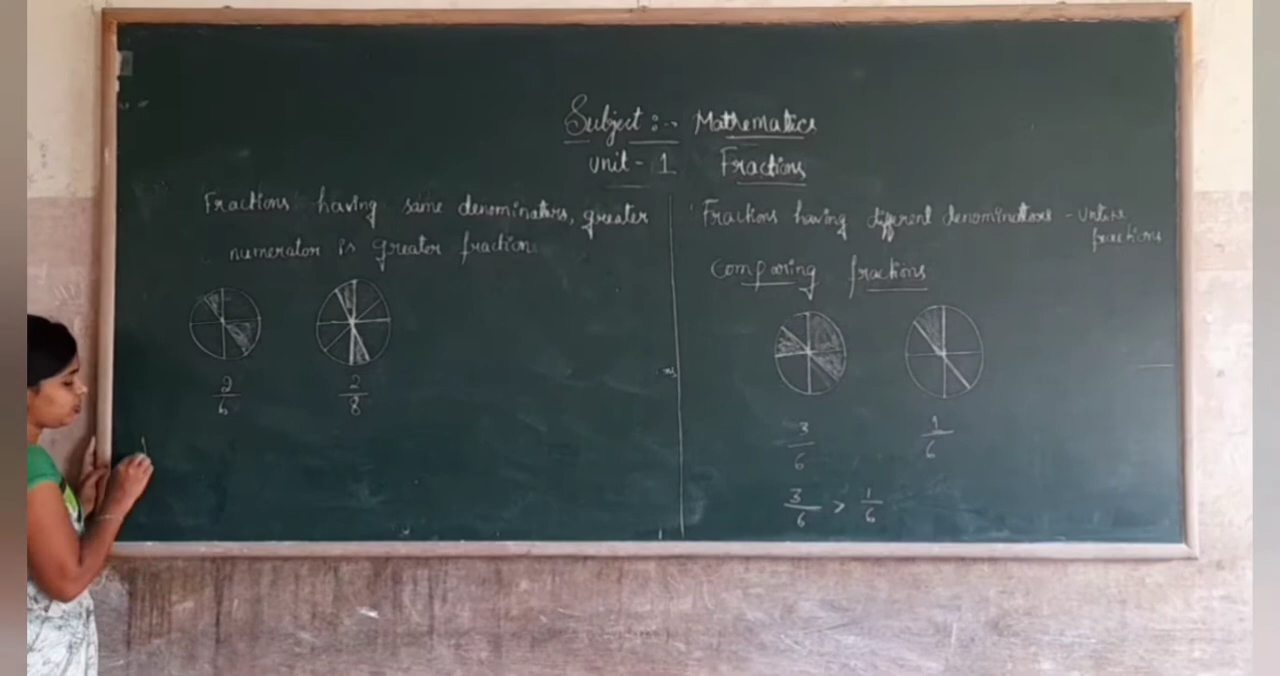 Subject :-- Mathematics
Unit - 1 Fractions
Fractions having same denominators, greater
numerator is greater fraction.
2/6
2/8
Fractions having different denominators - unlike
fractions
Comparing fractions
3/6
1/6
3/6 > 1/6